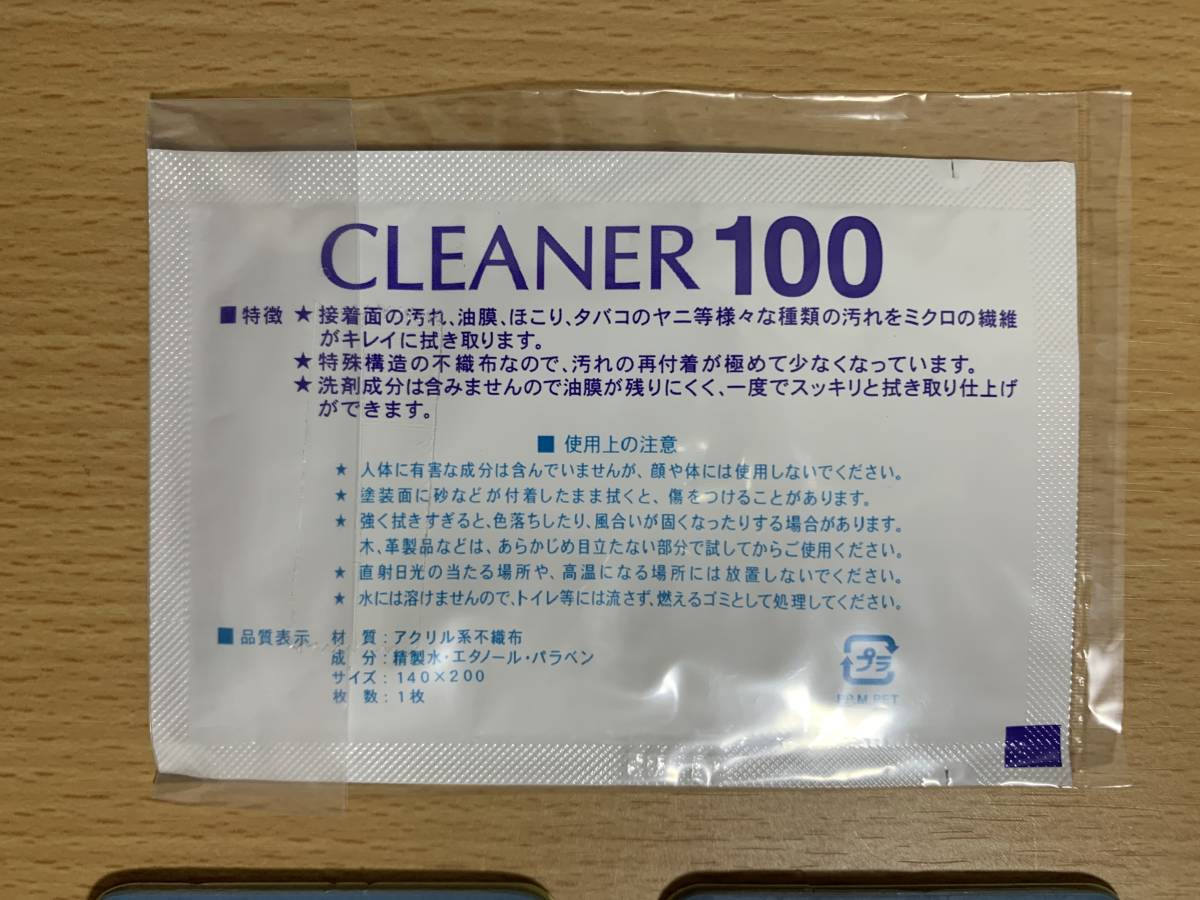 CLEANER 100
■特徴 ★接着面の汚れ、油膜、ほこり、タバコのヤニ等様々な種類の汚れをミクロの繊維
がキレイに拭き取ります。
★特殊構造の不織布なので、汚れの再付着が極めて少なくなっています。
★洗剤成分は含みませんので油膜が残りにくく、一度でスッキリと拭き取り仕上げ
ができます。
■ 使用上の注意
★ 人体に有害な成分は含んでいませんが、顔や体には使用しないでください。
★ 塗装面に砂などが付着したまま拭くと、傷をつけることがあります。
★ 強く拭きすぎると、色落ちしたり、風合いが固くなったりする場合があります。
木、革製品などは、あらかじめ目立たない部分で試してからご使用ください。
★ 直射日光の当たる場所や、高温になる場所には放置しないでください。
★ 水には溶けませんので、トイレ等には流さず、燃えるゴミとして処理してください。
■品質表示 材 質:アクリル系不織布
成 分:精製水・エタノール・パラベン
サイズ:140×200
枚 数:1枚
プラ
PP.M.PET